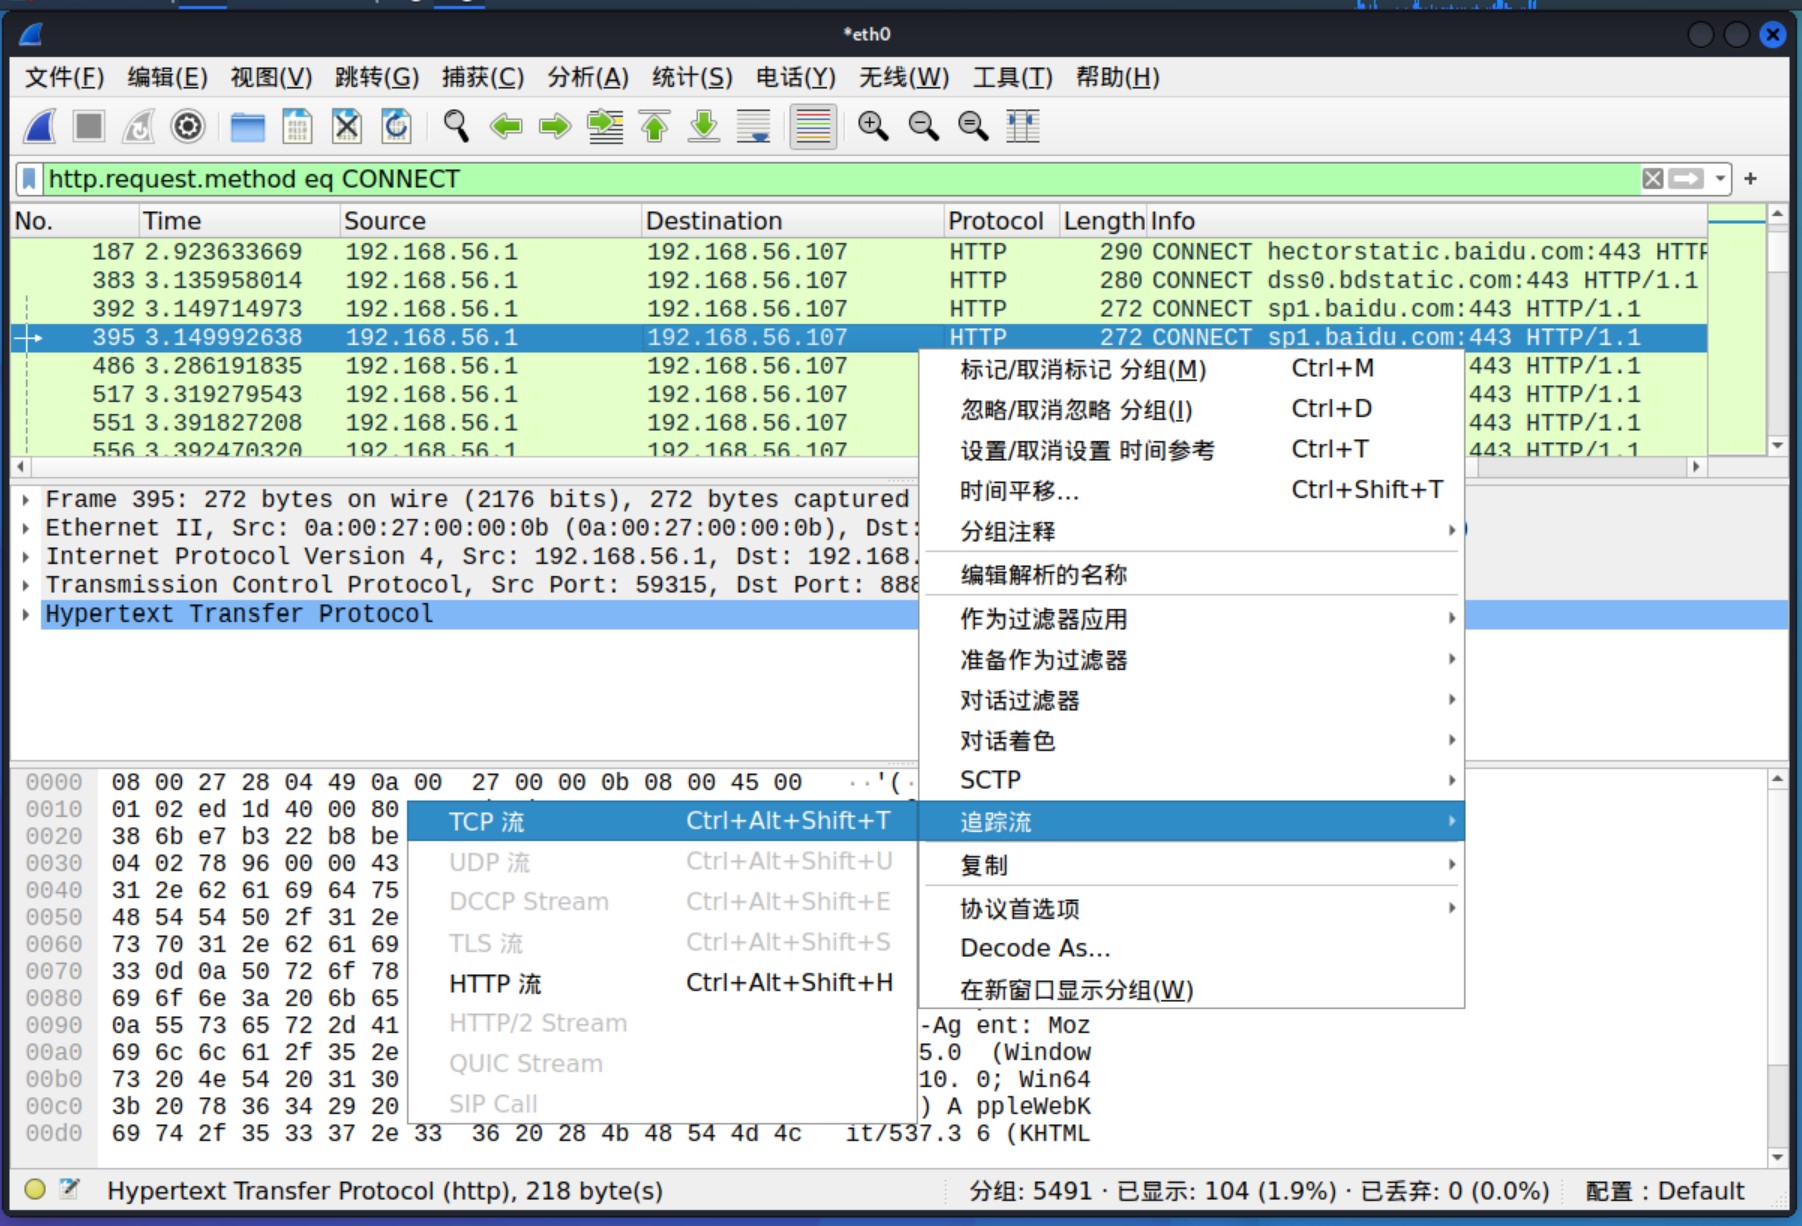 *eth0
文件(F) 编辑(E) 视图(V) 跳转(G) 捕获(C) 分析(A) 统计(S) 电话(Y) 无线(W) 工具(T) 帮助(H)
http.request.method eq CONNECT
No. Time Source Destination Protocol Length Info
187 2.923633669 192.168.56.1 192.168.56.107 HTTP 290 CONNECT hectorstatic.baidu.com:443 HTTP
383 3.135958014 192.168.56.1 192.168.56.107 HTTP 280 CONNECT dss0.bdstatic.com:443 HTTP/1.1
392 3.149714973 192.168.56.1 192.168.56.107 HTTP 272 CONNECT sp1.baidu.com:443 HTTP/1.1
395 3.149992638 192.168.56.1 192.168.56.107 HTTP 272 CONNECT sp1.baidu.com:443 HTTP/1.1
486 3.286191835 192.168.56.1 192.168.56.107 443 HTTP/1.1
517 3.319279543 192.168.56.1 192.168.56.107 443 HTTP/1.1
551 3.391827208 192.168.56.1 192.168.56.107 443 HTTP/1.1
556 3.392470320 192.168.56.1 192.168.56.107 443 HTTP/1.1
标记/取消标记 分组(M) Ctrl+M
忽略/取消忽略 分组(I) Ctrl+D
设置/取消设置 时间参考 Ctrl+T
时间平移... Ctrl+Shift+T
分组注释
编辑解析的名称
作为过滤器应用
准备作为过滤器
对话过滤器
对话着色
SCTP
追踪流
复制
协议首选项
Decode As...
在新窗口显示分组(W)
Frame 395: 272 bytes on wire (2176 bits), 272 bytes captured
Ethernet II, Src: 0a:00:27:00:00:0b (0a:00:27:00:00:0b), Dst:
Internet Protocol Version 4, Src: 192.168.56.1, Dst: 192.168.
Transmission Control Protocol, Src Port: 59315, Dst Port: 888
Hypertext Transfer Protocol
TCP 流 Ctrl+Alt+Shift+T
UDP 流 Ctrl+Alt+Shift+U
DCCP Stream Ctrl+Alt+Shift+E
TLS 流 Ctrl+Alt+Shift+S
HTTP 流 Ctrl+Alt+Shift+H
HTTP/2 Stream
QUIC Stream
SIP Call
0000 08 00 27 28 04 49 0a 00 27 00 00 0b 08 00 45 00 ··'(·
0010 01 02 ed 1d 40 00 80
0020 38 6b e7 b3 22 b8 be
0030 04 02 78 96 00 00 43
0040 31 2e 62 61 69 64 75
0050 48 54 54 50 2f 31 2e
0060 73 70 31 2e 62 61 69
0070 33 0d 0a 50 72 6f 78
0080 69 6f 6e 3a 20 6b 65
0090 0a 55 73 65 72 2d 41 -Ag ent: Moz
00a0 69 6c 6c 61 2f 35 2e 5.0 (Window
00b0 73 20 4e 54 20 31 30 10. 0; Win64
00c0 3b 20 78 36 34 29 20 ) A ppleWebK
00d0 69 74 2f 35 33 37 2e 33 36 20 28 4b 48 54 4d 4c it/537.3 6 (KHTML
Hypertext Transfer Protocol (http), 218 byte(s) 分组: 5491 · 已显示: 104 (1.9%) · 已丢弃: 0 (0.0%) 配置 : Default